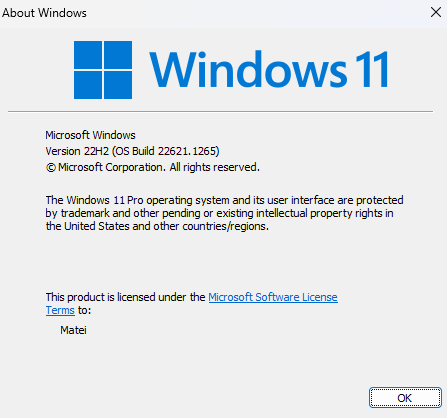 About Windows
Windows 11
Microsoft Windows
Version 22H2 (OS Build 22621.1265)
© Microsoft Corporation. All rights reserved.
The Windows 11 Pro operating system and its user interface are protected
by trademark and other pending or existing intellectual property rights in
the United States and other countries/regions.
This product is licensed under the Microsoft Software License
Terms to:
Matei
OK